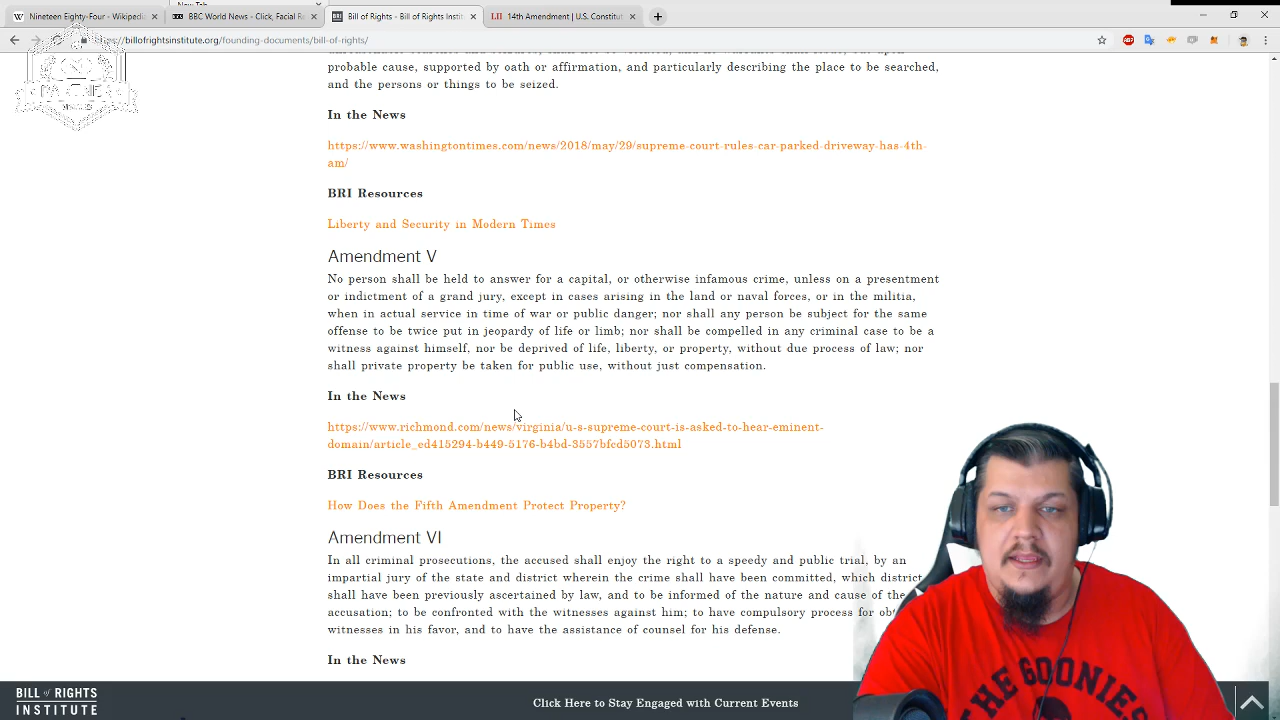 Nineteen Eighty-Four - Wikipedi
BBC World News - Click, Facial R
Bill of Rights - Bill of Rights Insti
LII 14th Amendment | U.S. Constitut
https://billofrightsinstitute.org/founding-documents/bill-of-rights/
probable cause, supported by oath or affirmation, and particularly describing the place to be searched,
and the persons or things to be seized.
In the News
https://www.washingtontimes.com/news/2018/may/29/supreme-court-rules-car-parked-driveway-has-4th-
am/
BRI Resources
Liberty and Security in Modern Times
Amendment V
No person shall be held to answer for a capital, or otherwise infamous crime, unless on a presentment
or indictment of a grand jury, except in cases arising in the land or naval forces, or in the militia,
when in actual service in time of war or public danger; nor shall any person be subject for the same
offense to be twice put in jeopardy of life or limb; nor shall be compelled in any criminal case to be a
witness against himself, nor be deprived of life, liberty, or property, without due process of law; nor
shall private property be taken for public use, without just compensation.
In the News
https://www.richmond.com/news/virginia/u-s-supreme-court-is-asked-to-hear-eminent-
domain/article_ed415294-b449-5176-b4bd-3557bfcd5073.html
BRI Resources
How Does the Fifth Amendment Protect Property?
Amendment VI
In all criminal prosecutions, the accused shall enjoy the right to a speedy and public trial, by an
impartial jury of the state and district wherein the crime shall have been committed, which district
shall have been previously ascertained by law, and to be informed of the nature and cause of the
accusation; to be confronted with the witnesses against him; to have compulsory process for ob
witnesses in his favor, and to have the assistance of counsel for his defense.
In the News
BILL of RIGHTS
INSTITUTE
Click Here to Stay Engaged with Current Events
THE GOONIES